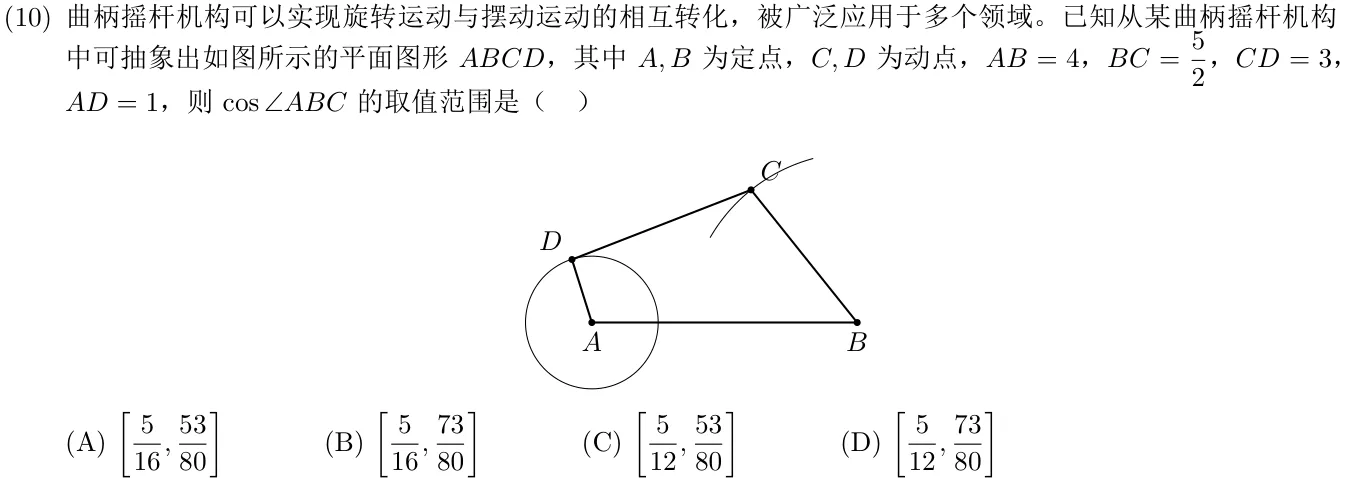 (10) 曲柄摇杆机构可以实现旋转运动与摆动运动的相互转化，被广泛应用于多个领域。已知从某曲柄摇杆机构
中可抽象出如图所示的平面图形 ABCD，其中 A, B 为定点，C, D 为动点，AB = 4，BC = 5/2，CD = 3，
AD = 1，则 cos∠ABC 的取值范围是（　）
C
D
A
B
(A) [5/16, 53/80] (B) [5/16, 73/80] (C) [5/12, 53/80] (D) [5/12, 73/80]